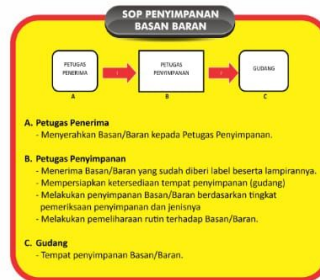 SOP PENYIMPANAN
BASAN BARAN
PETUGAS
PENERIMA
1
PETUGAS
PENYIMPANAN
2
GUDANG
A
B
C
A. Petugas Penerima
- Menyerahkan Basan/Baran kepada Petugas Penyimpanan.
B. Petugas Penyimpanan
- Menerima Basan/Baran yang sudah diberi label beserta lampirannya.
- Mempersiapkan ketersediaan tempat penyimpanan (gudang)
- Melakukan penyimpanan Basan/Baran berdasarkan tingkat
pemeriksaan penyimpanan dan jenisnya
- Melakukan pemeliharaan rutin terhadap Basan/Baran.
C. Gudang
- Tempat penyimpanan Basan/Baran.